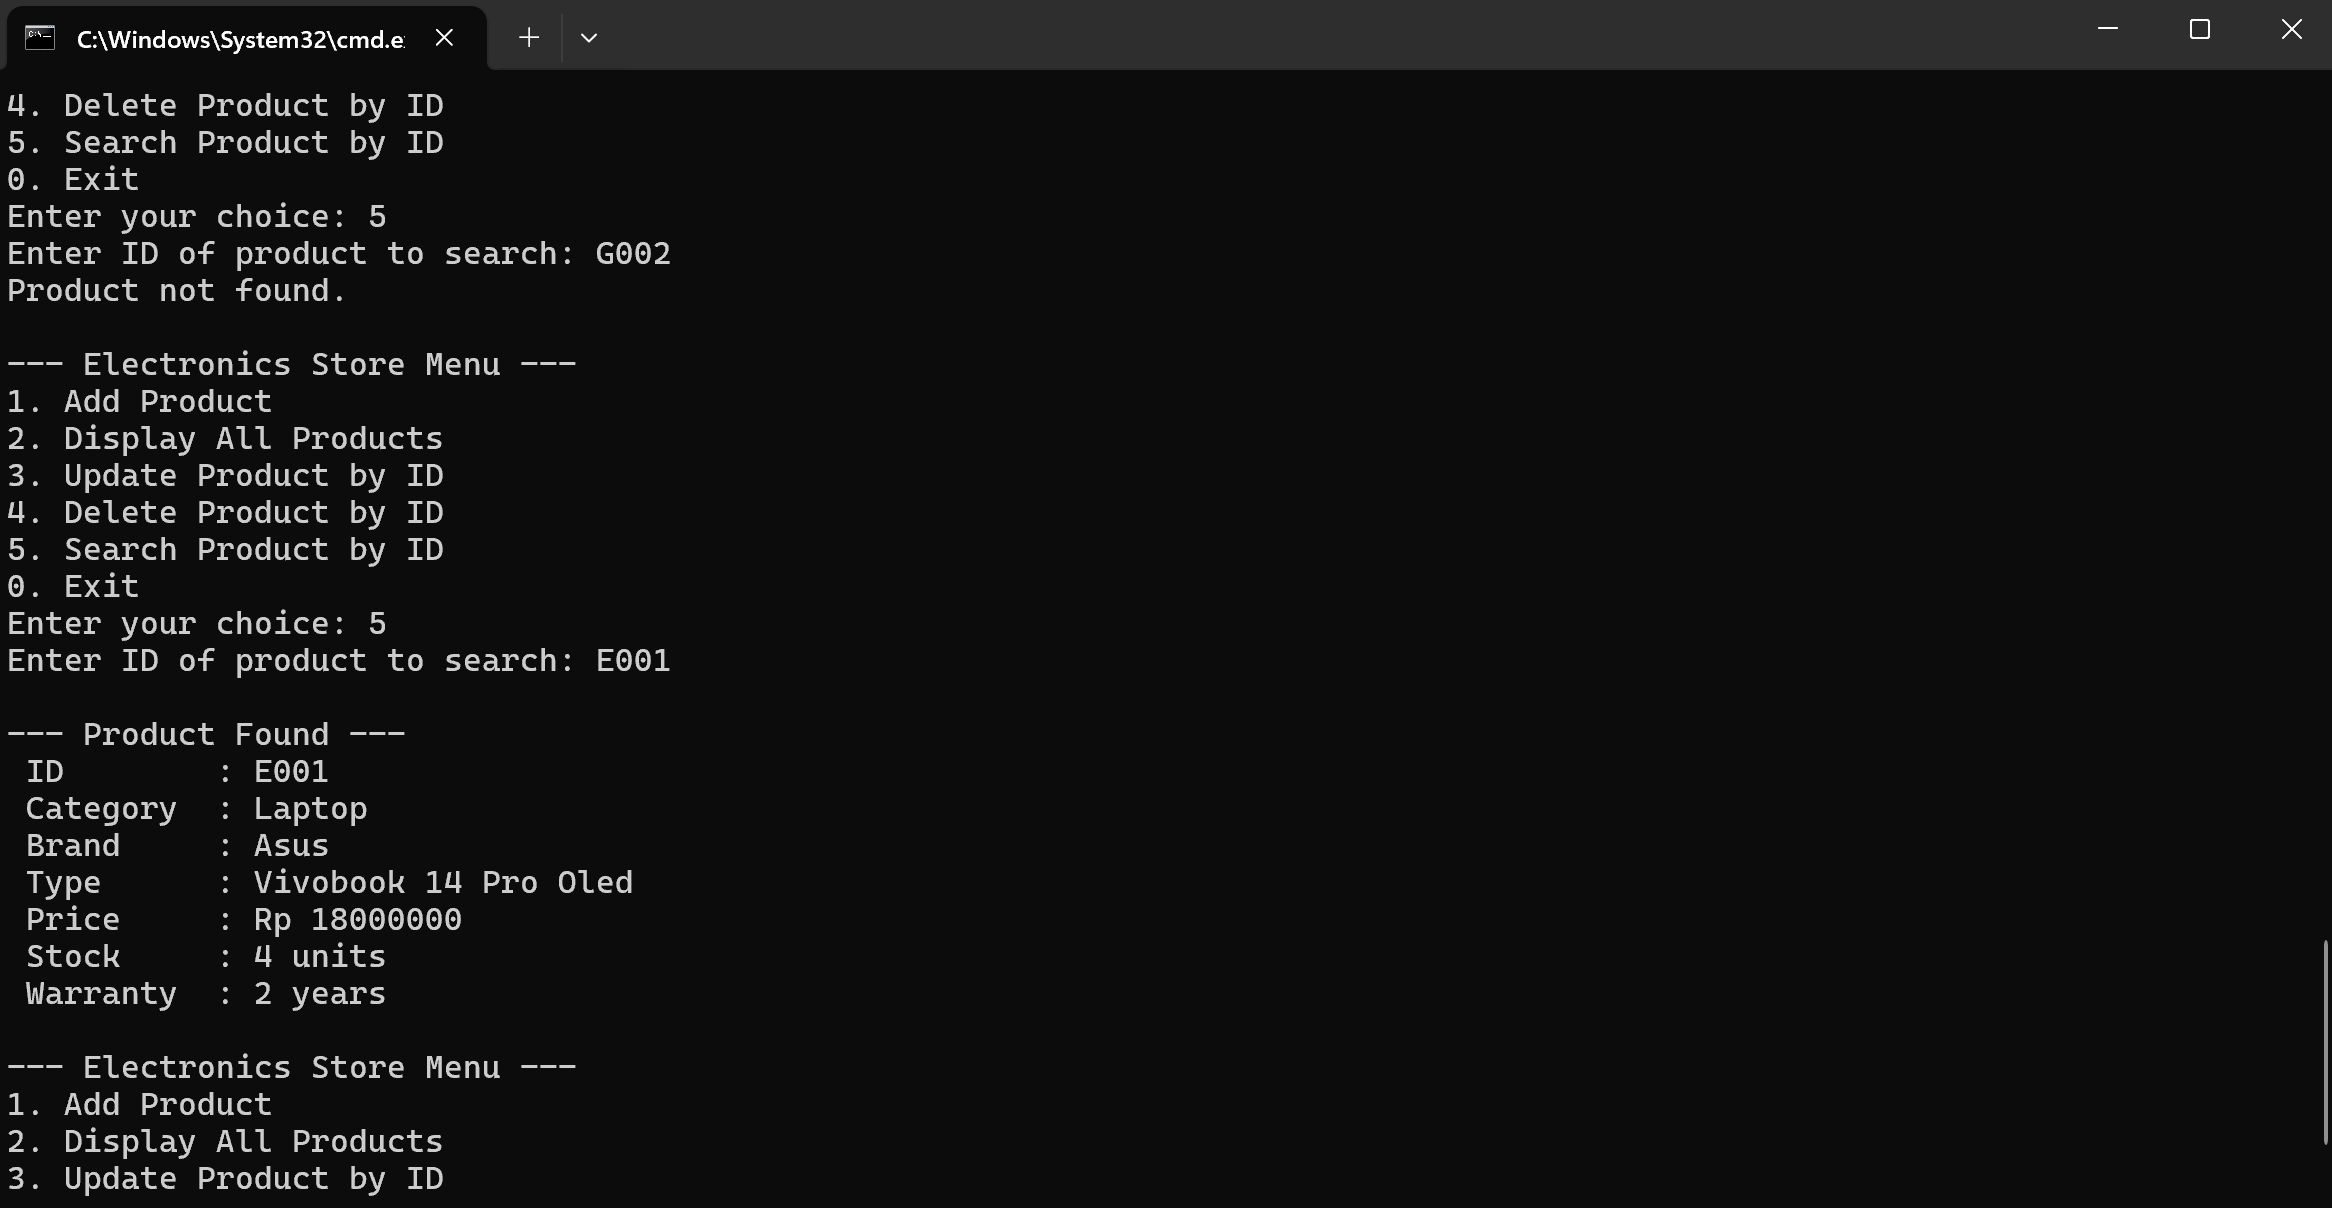 C:\Windows\System32\cmd.e
4. Delete Product by ID
5. Search Product by ID
0. Exit
Enter your choice: 5
Enter ID of product to search: G002
Product not found.
--- Electronics Store Menu ---
1. Add Product
2. Display All Products
3. Update Product by ID
4. Delete Product by ID
5. Search Product by ID
0. Exit
Enter your choice: 5
Enter ID of product to search: E001
--- Product Found ---
ID : E001
Category : Laptop
Brand : Asus
Type : Vivobook 14 Pro Oled
Price : Rp 18000000
Stock : 4 units
Warranty : 2 years
--- Electronics Store Menu ---
1. Add Product
2. Display All Products
3. Update Product by ID